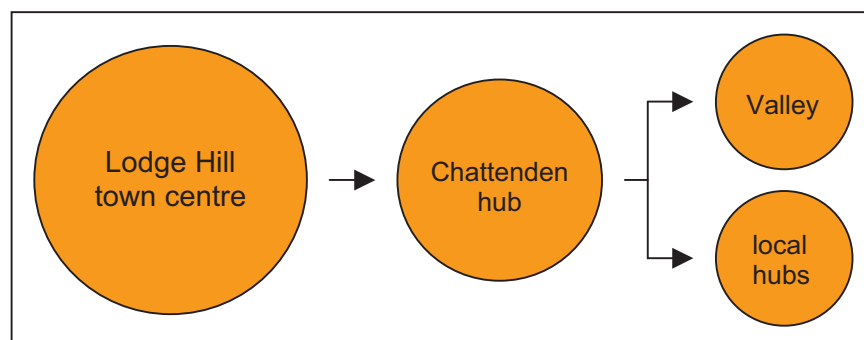 Lodge Hill
town centre
Chattenden
hub
Valley
local
hubs